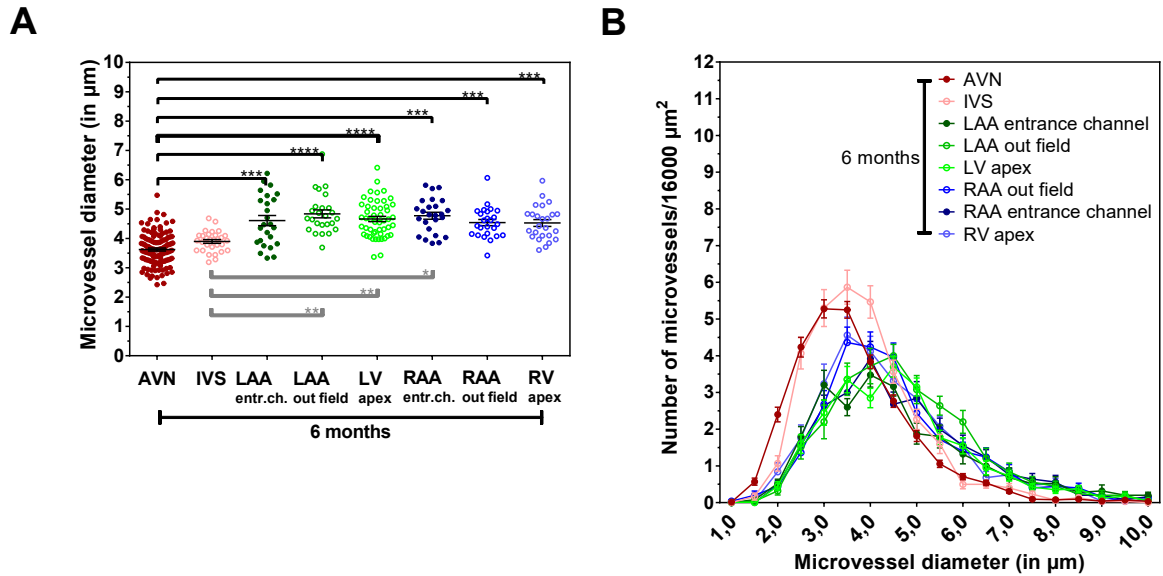 A
Microvessel diameter (in µm)
10
9
8
7
6
5
4
3
2
1
0
***
***
***
****
****
***
*
**
**
AVN IVS LAA LAA LV RAA RAA RV
entr.ch. out field apex entr.ch. out field apex
6 months
B
Number of microvessels/16000 µm²
12
11
10
9
8
7
6
5
4
3
2
1
0
6 months
AVN
IVS
LAA entrance channel
LAA out field
LV apex
RAA out field
RAA entrance channel
RV apex
1,0 2,0 3,0 4,0 5,0 6,0 7,0 8,0 9,0 10,0
Microvessel diameter (in µm)